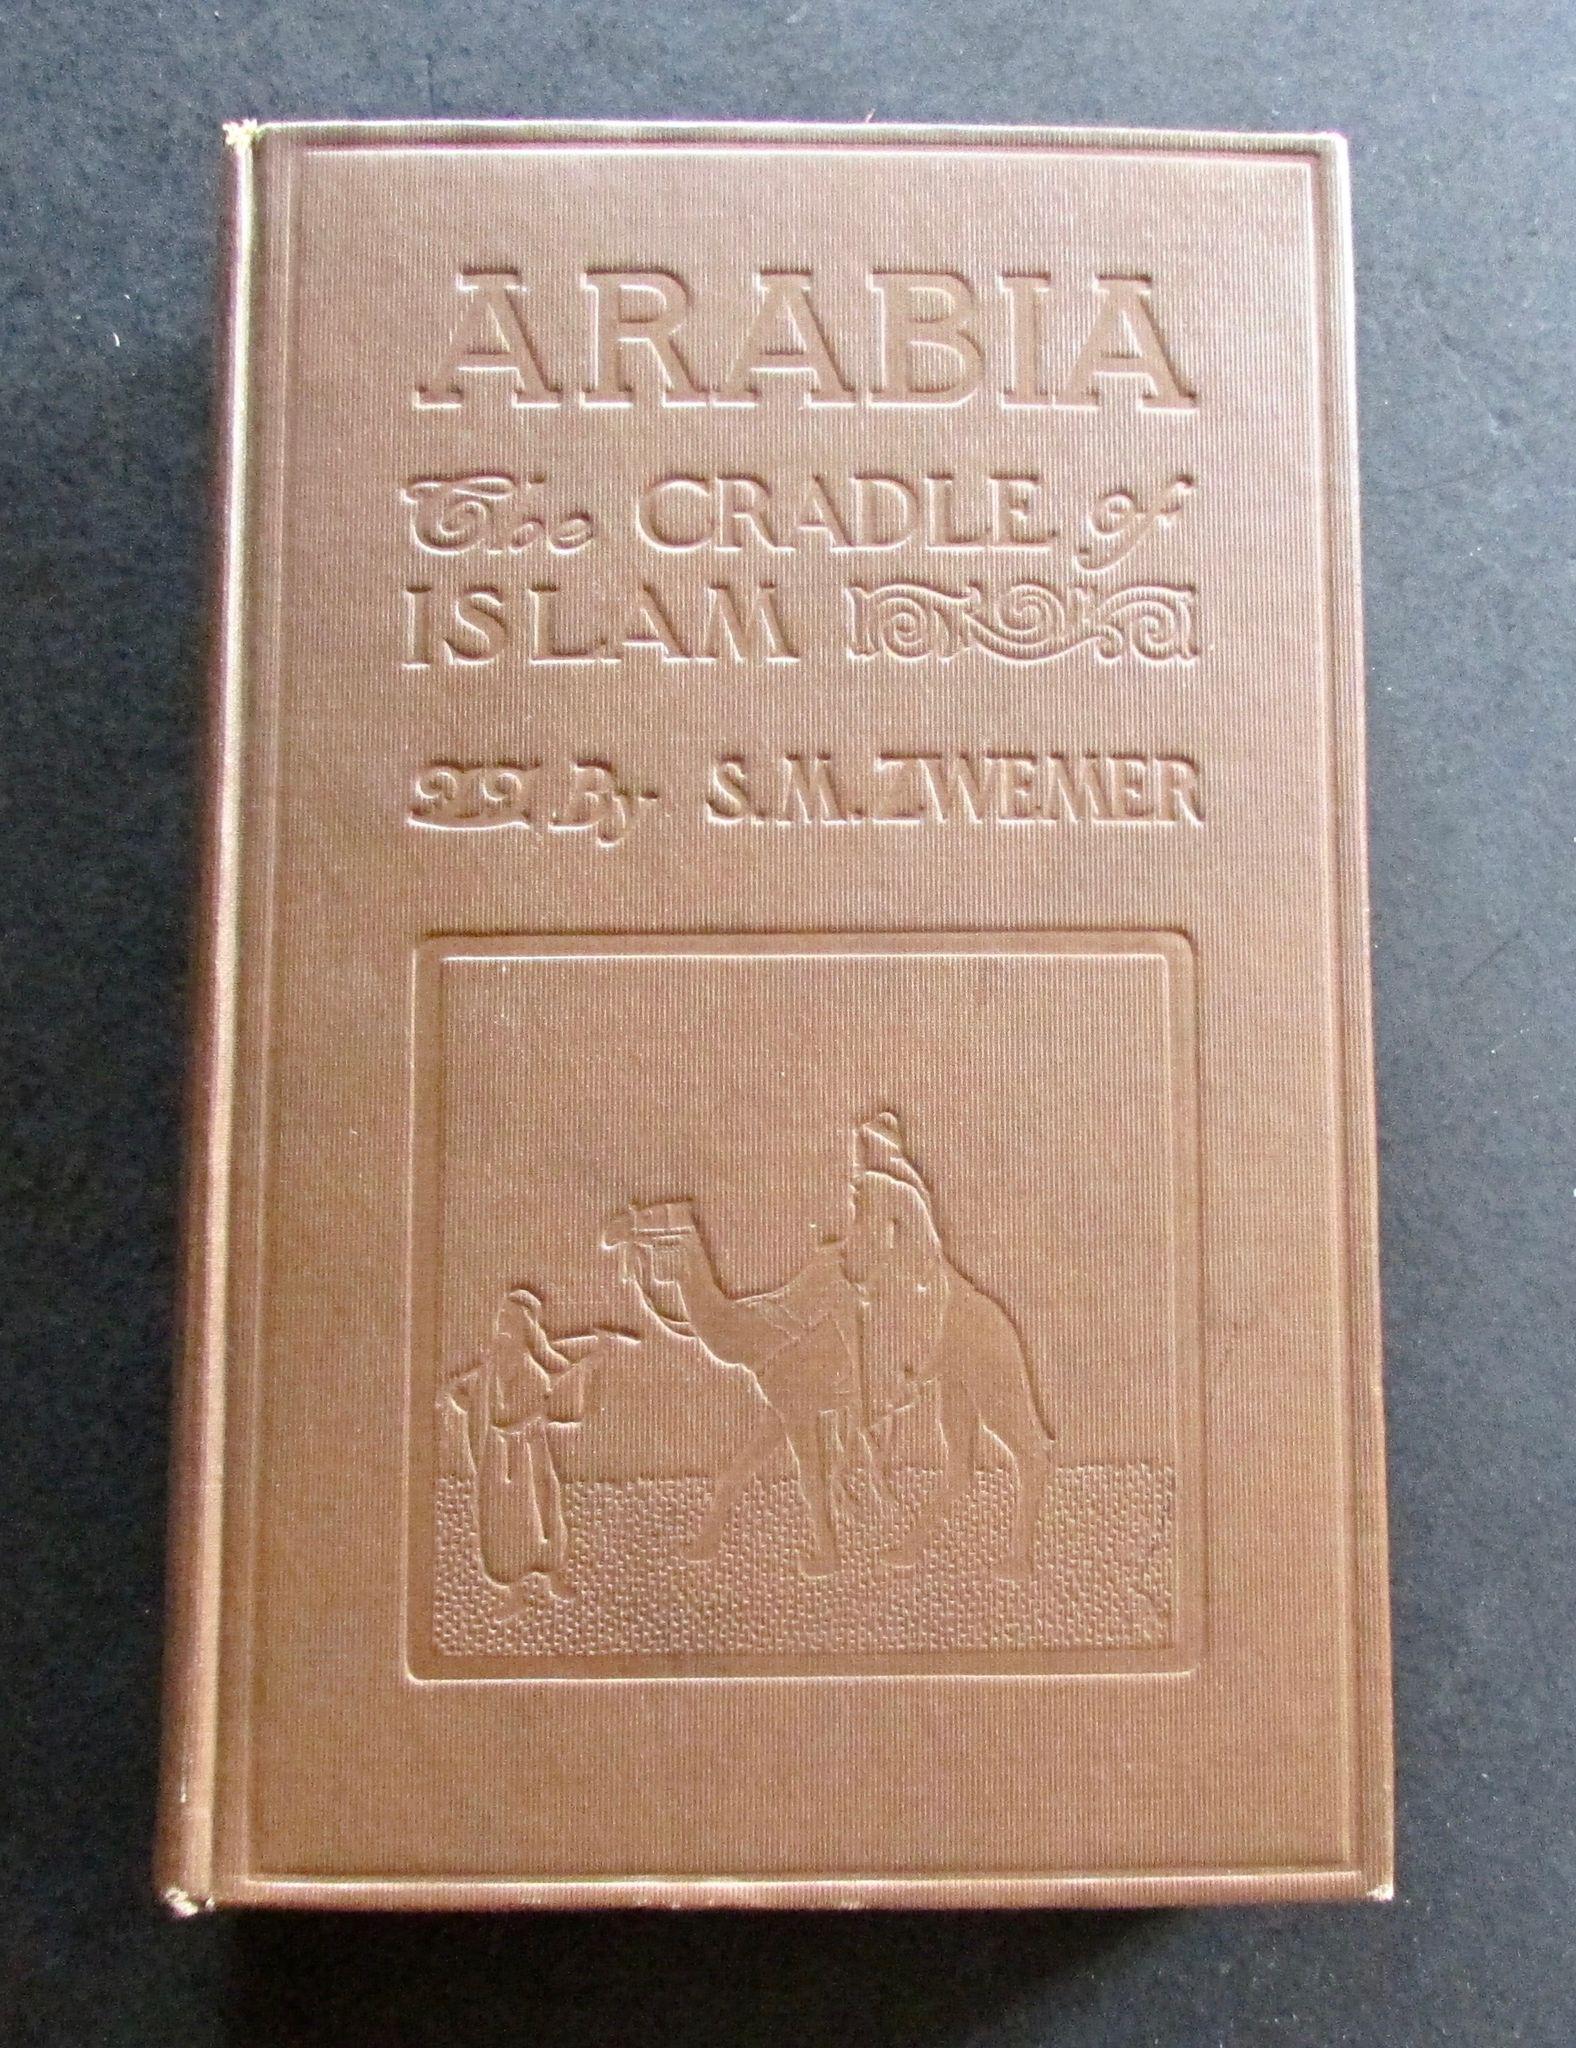 ARABIA
The CRADLE of
ISLAM
By S.M.ZWEMER